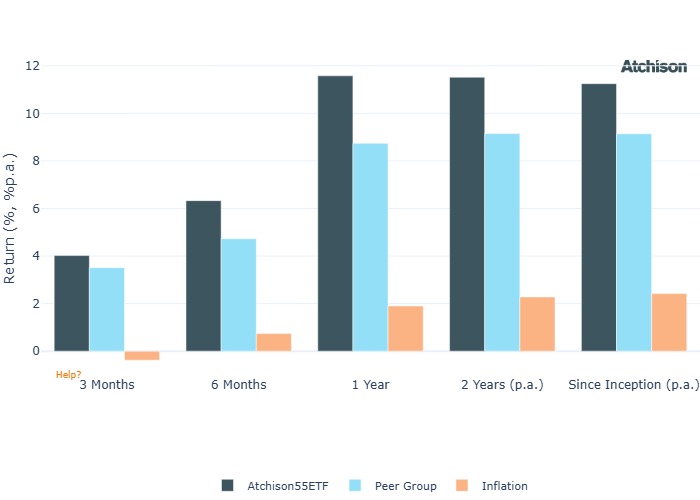 Atchison
Return (%, %p.a.)
12
10
8
6
4
2
0
Help?
3 Months
6 Months
1 Year
2 Years (p.a.)
Since Inception (p.a.)
Atchison55ETF
Peer Group
Inflation